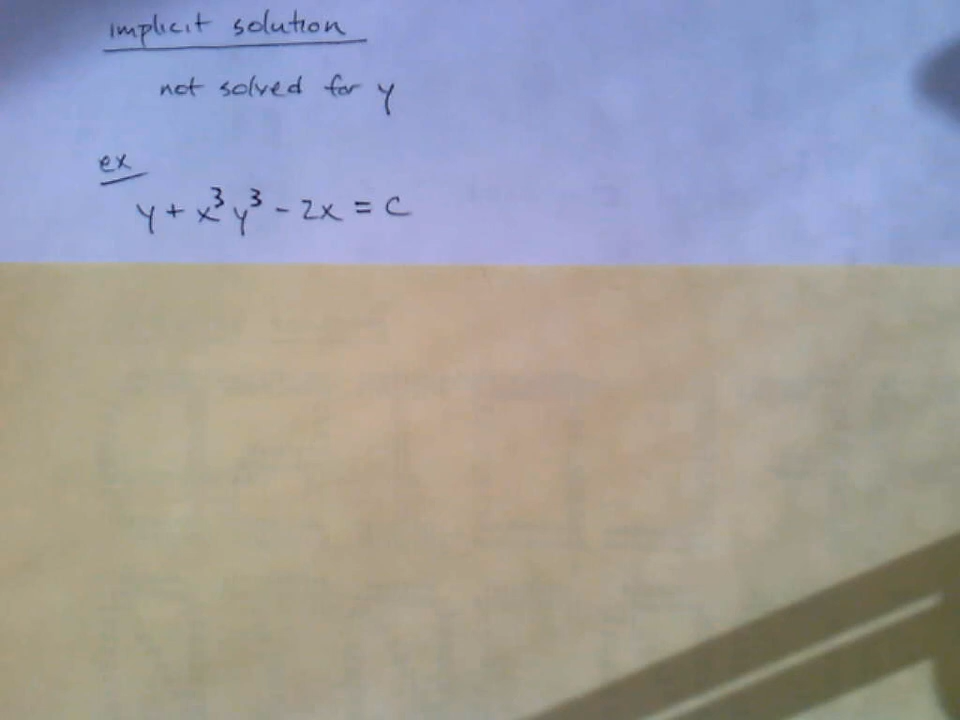 implicit solution
not solved for y
ex
y + x³y³ - 2x = C